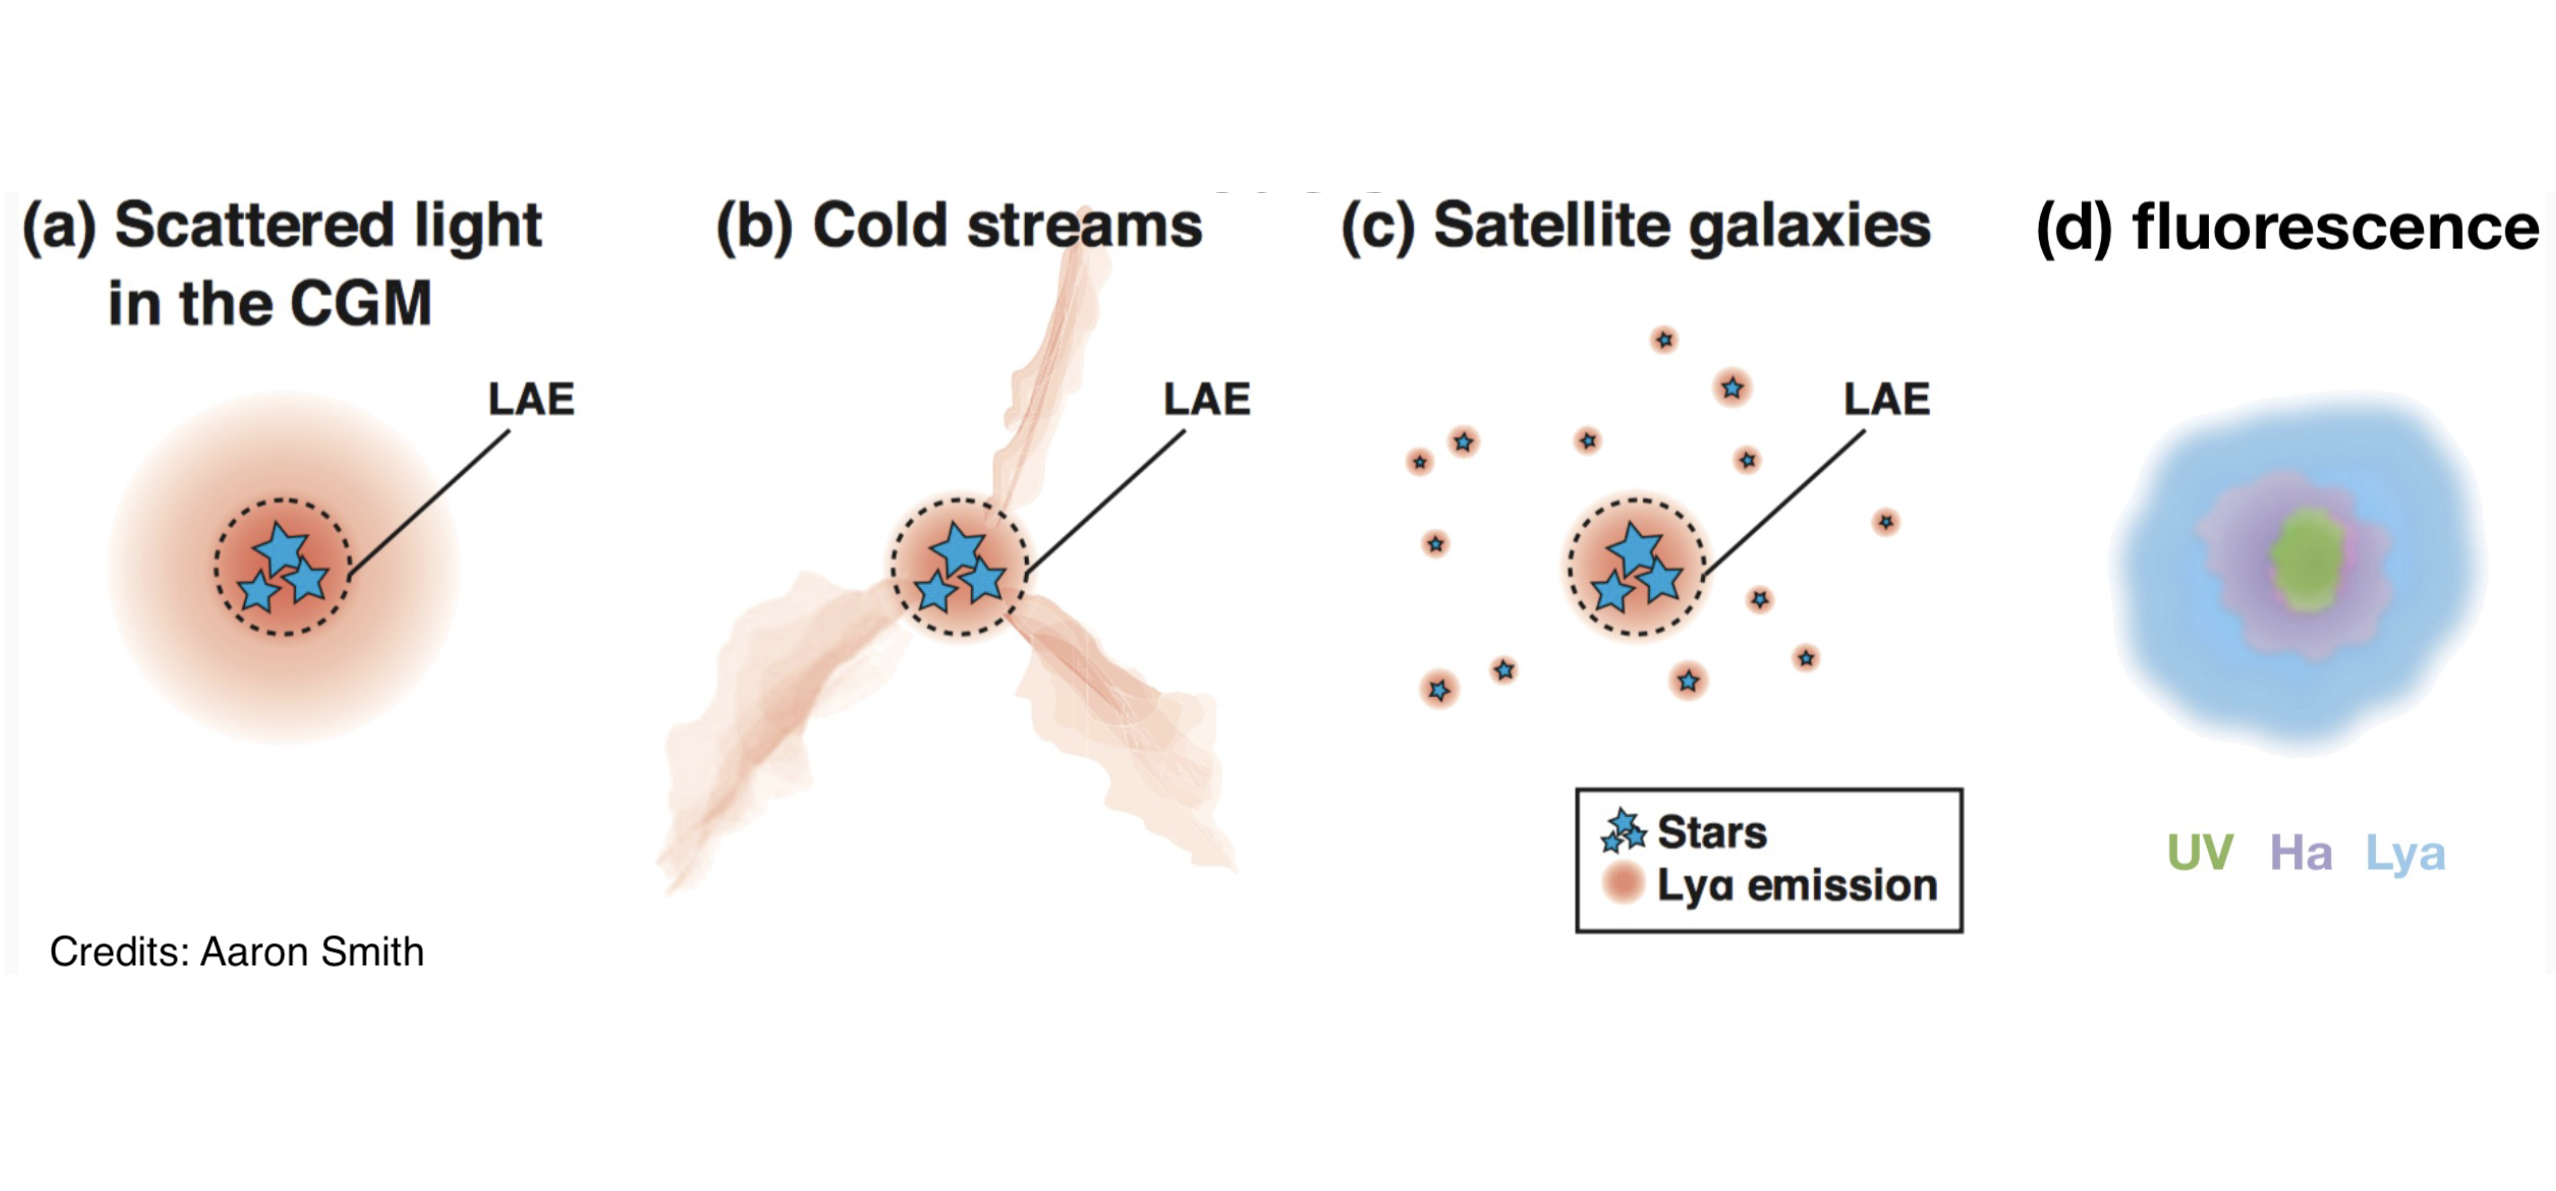 (a) Scattered light
in the CGM
LAE
(b) Cold streams
LAE
(c) Satellite galaxies
LAE
Stars
Lyα emission
(d) fluorescence
UV Ha Lya
Credits: Aaron Smith